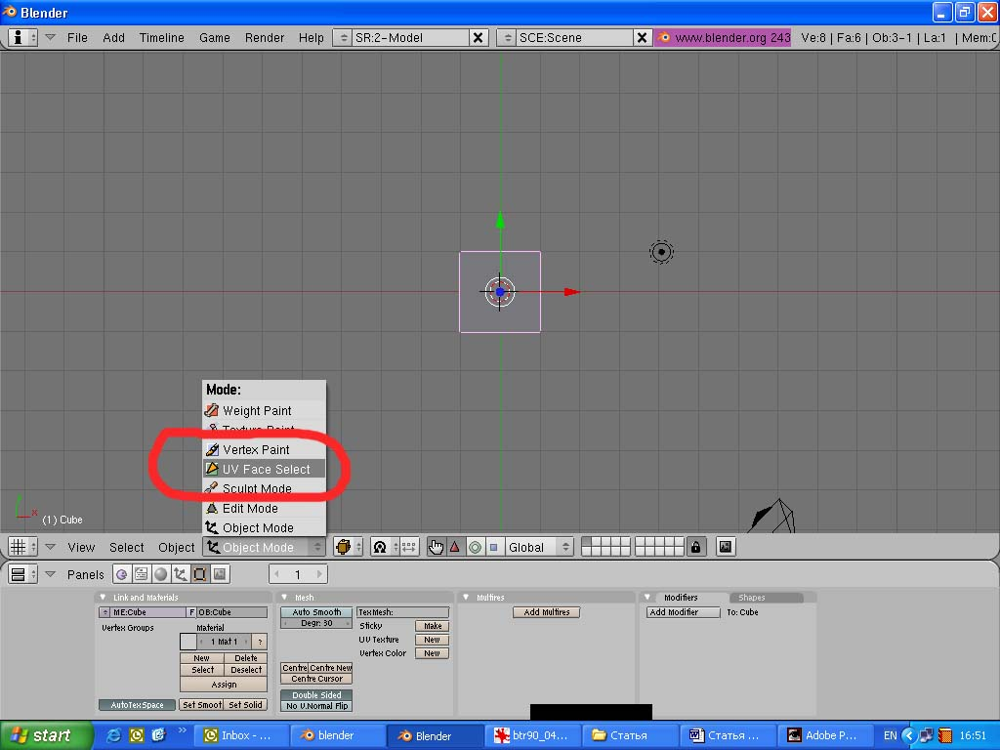 Blender
File Add Timeline Game Render Help SR:2-Model SCE:Scene www.blender.org 243 Ve:8 | Fa:6 | Ob:3-1 | La:1 | Mem:
Mode:
Weight Paint
Texture Paint
Vertex Paint
UV Face Select
Sculpt Mode
Edit Mode
Object Mode
x
(1) Cube
View Select Object Object Mode Global
Panels 1
Link and Materials Mesh Multires Modifiers Shapes
ME:Cube F OB:Cube Auto Smooth TexMesh: Add Multires Add Modifier To: Cube
Degr: 30
Vertex Groups Material Sticky Make
1 Mat 1 ? UV Texture New
Vertex Color New
New Delete
Select Deselect Centre Centre New
Assign Centre Cursor
Double Sided
AutoTexSpace Set Smoot Set Solid No V.Normal Flip
start Inbox - ... blender Blender btr90_04... Статья Статья ... Adobe P... EN 16:51